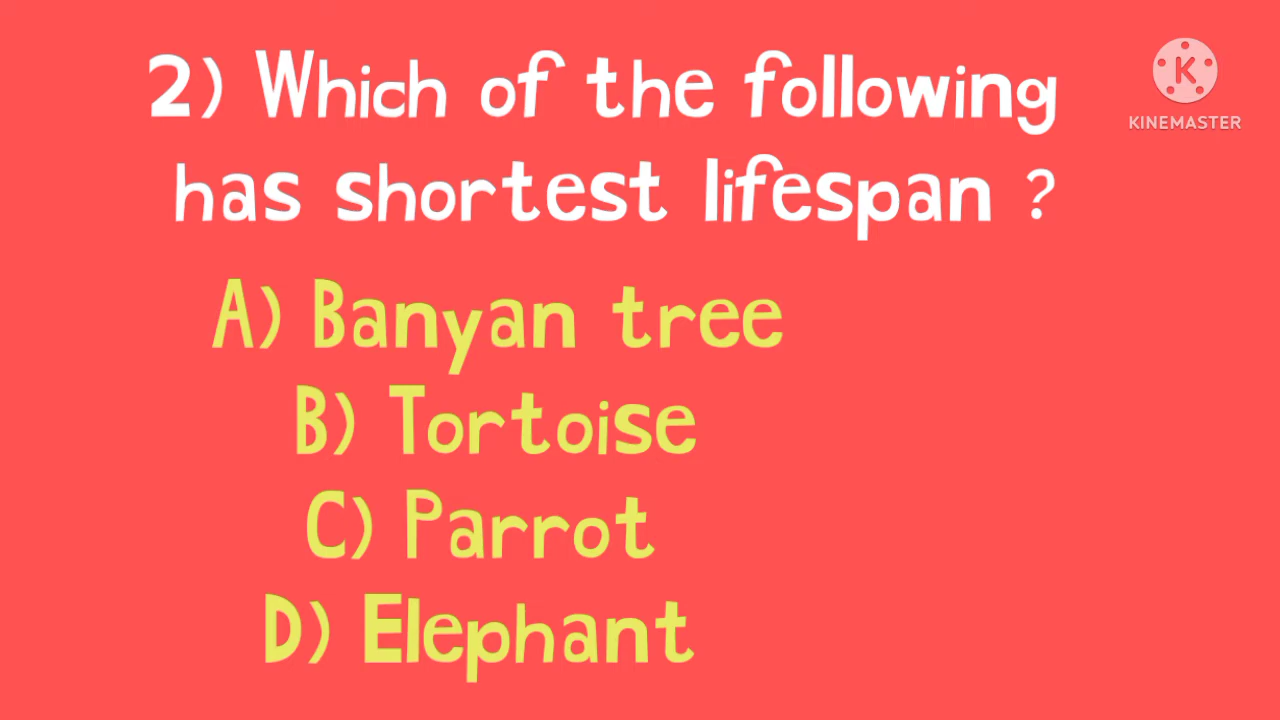 2) Which of the following
has shortest lifespan ?
A) Banyan tree
B) Tortoise
C) Parrot
D) Elephant
K
KINEMASTER